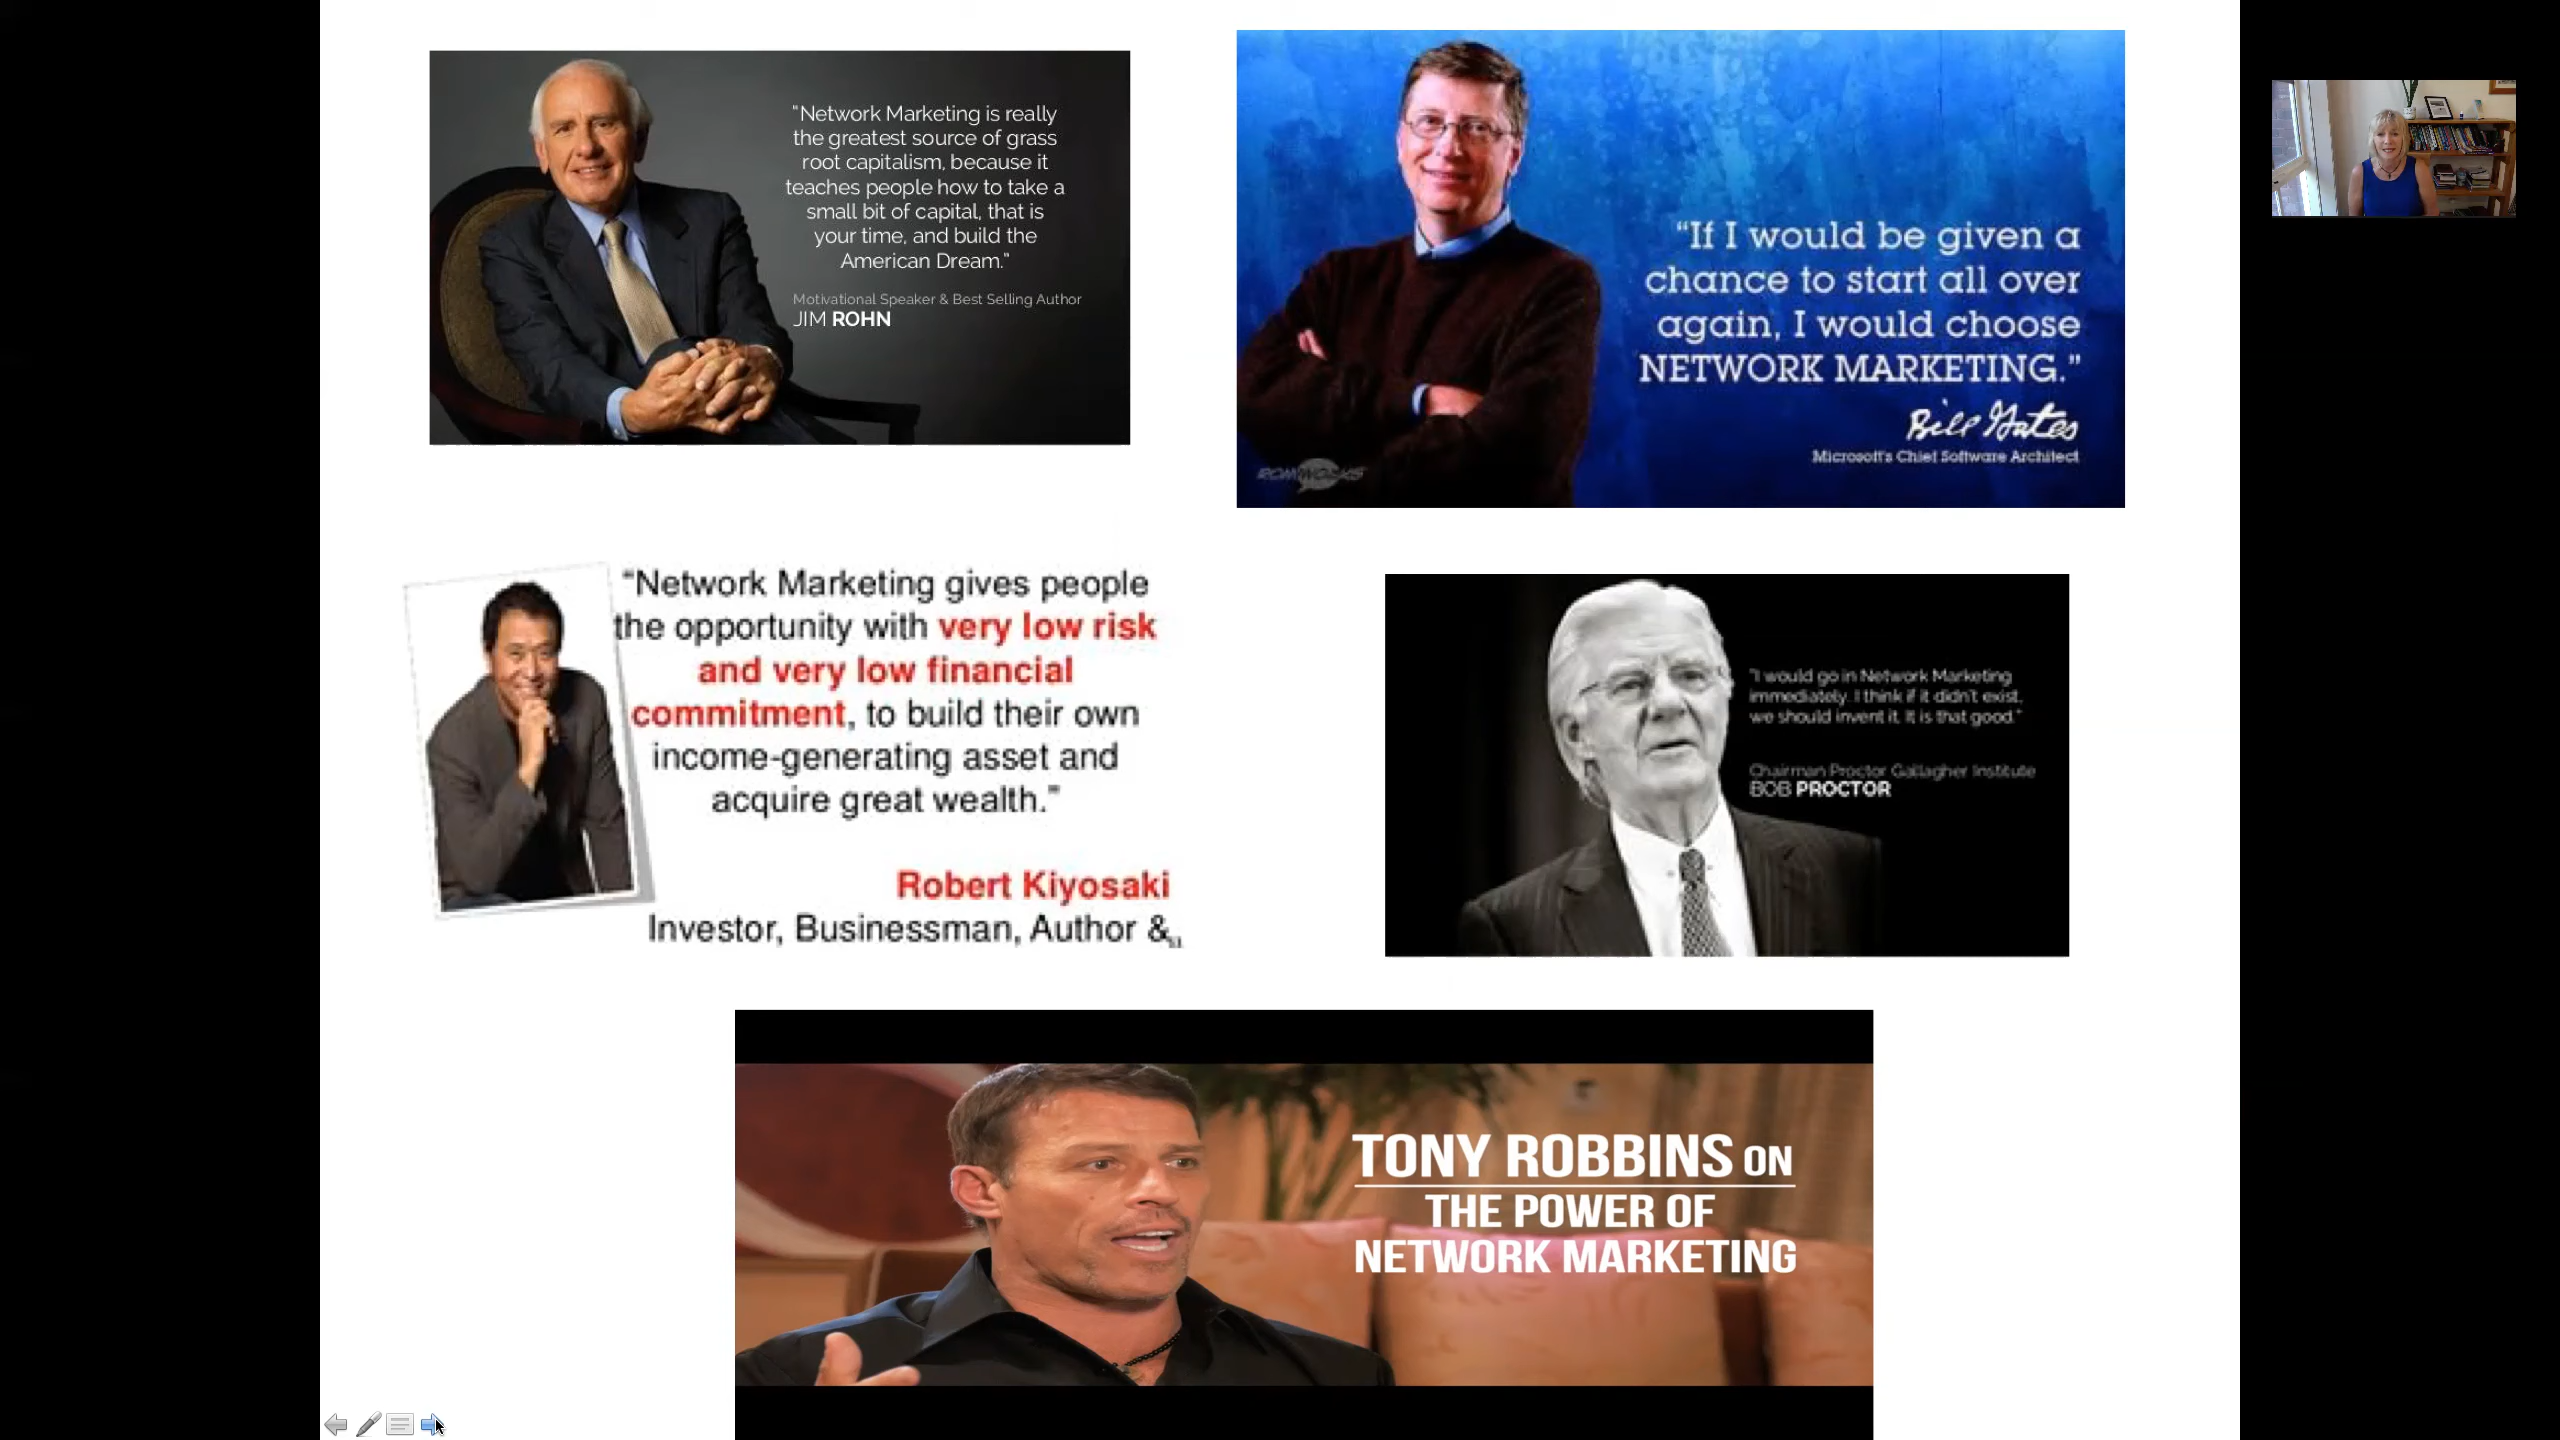 “Network Marketing is really
the greatest source of grass
root capitalism, because it
teaches people how to take a
small bit of capital, that is
your time, and build the
American Dream.”
Motivational Speaker & Best Selling Author
JIM ROHN
“If I would be given a
chance to start all over
again, I would choose
NETWORK MARKETING.”
Bill Gates
Microsoft's Chief Software Architect
“Network Marketing gives people
the opportunity with very low risk
and very low financial
commitment, to build their own
income-generating asset and
acquire great wealth.”
Robert Kiyosaki
Investor, Businessman, Author &
"I would go in Network Marketing
immediately. I think if it didn't exist,
we should invent it. It is that good."
Chairman Proctor Gallagher Institute
BOB PROCTOR
TONY ROBBINS ON
THE POWER OF
NETWORK MARKETING